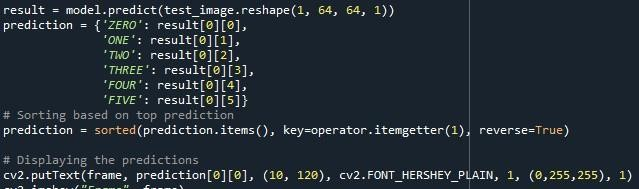 result = model.predict(test_image.reshape(1, 64, 64, 1))
prediction = {'ZERO': result[0][0],
'ONE': result[0][1],
'TWO': result[0][2],
'THREE': result[0][3],
'FOUR': result[0][4],
'FIVE': result[0][5]}
# Sorting based on top prediction
prediction = sorted(prediction.items(), key=operator.itemgetter(1), reverse=True)
# Displaying the predictions
cv2.putText(frame, prediction[0][0], (10, 120), cv2.FONT_HERSHEY_PLAIN, 1, (0,255,255), 1)
cv2.imshow("Frame", frame)